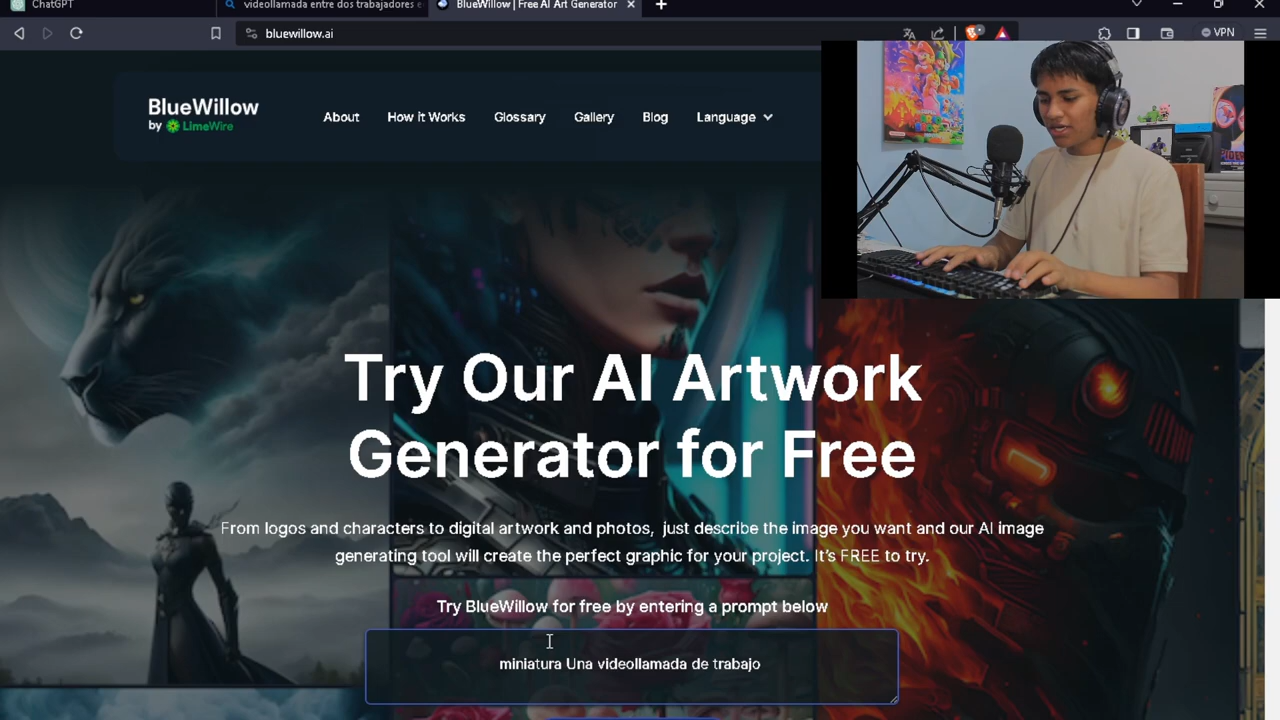 ChatGPT
videollamada entre dos trabajadores e
BlueWillow | Free AI Art Generator
bluewillow.ai
VPN
BlueWillow
by LimeWire
About
How it Works
Glossary
Gallery
Blog
Language
Try Our AI Artwork
Generator for Free
From logos and characters to digital artwork and photos, just describe the image you want and our AI image
generating tool will create the perfect graphic for your project. It's FREE to try.
Try BlueWillow for free by entering a prompt below
miniatura Una videollamada de trabajo